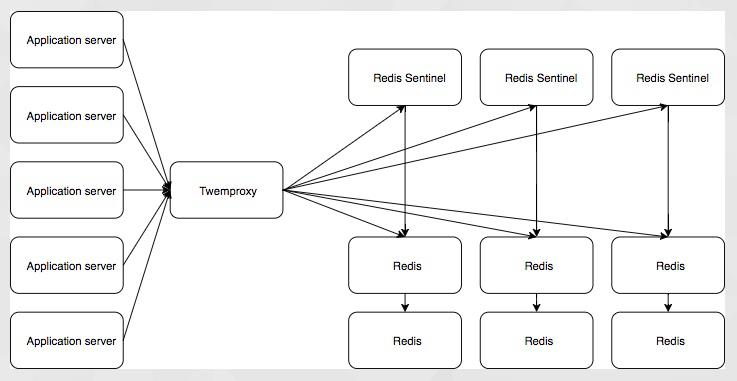 Application server
Application server
Application server
Application server
Application server
Twemproxy
Redis Sentinel
Redis Sentinel
Redis Sentinel
Redis
Redis
Redis
Redis
Redis
Redis